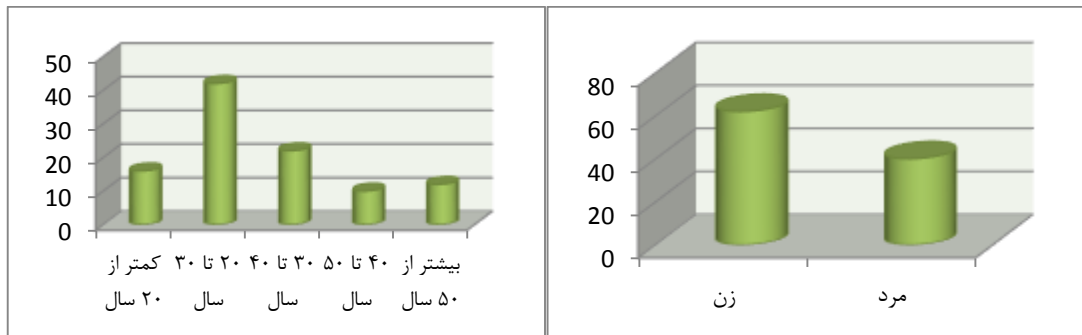 50
40
30
20
10
0
کمتر از ۲۰ سال
۲۰ تا ۳۰ سال
۳۰ تا ۴۰ سال
۴۰ تا ۵۰ سال
بیشتر از ۵۰ سال
80
60
40
20
0
زن
مرد